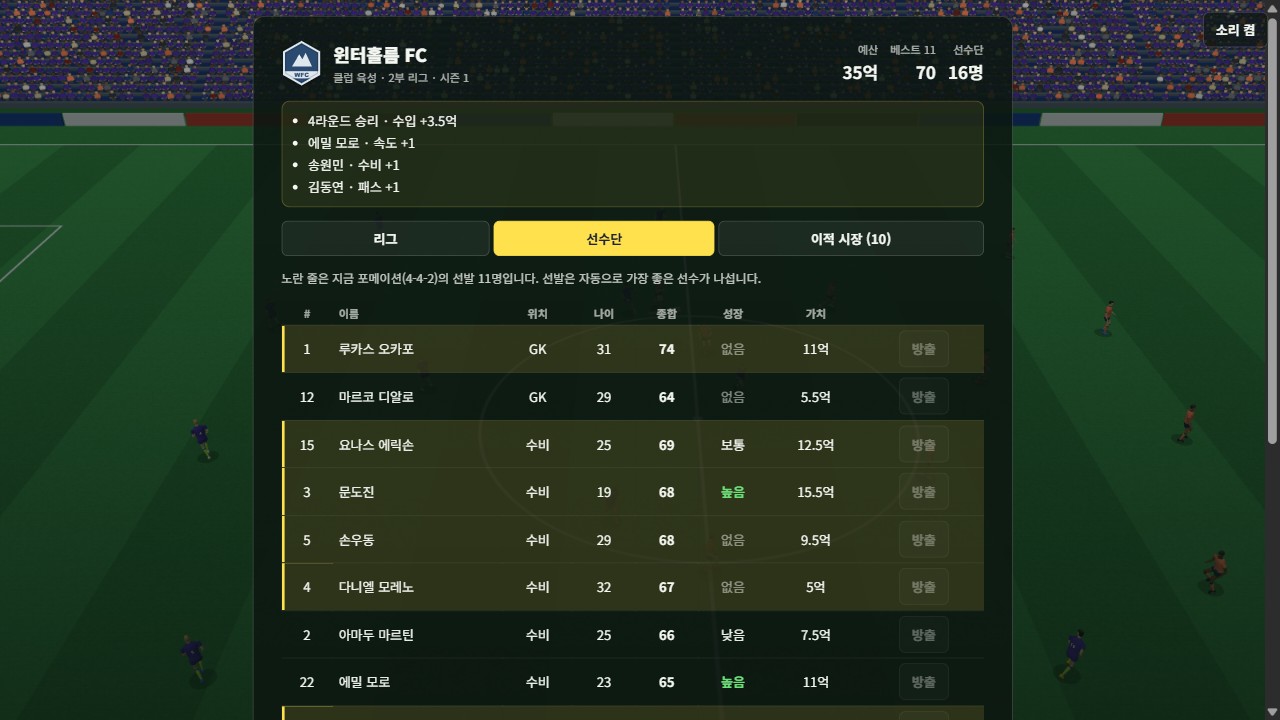 소리 켬
WFC
윈터홀름 FC
클럽 육성 · 2부 리그 · 시즌 1
예산 베스트 11 선수단
35억 70 16명
• 4라운드 승리 · 수입 +3.5억
• 에밀 모로 · 속도 +1
• 송원민 · 수비 +1
• 김동연 · 패스 +1
리그 선수단 이적 시장 (10)
노란 줄은 지금 포메이션(4-4-2)의 선발 11명입니다. 선발은 자동으로 가장 좋은 선수가 나섭니다.
# 이름 위치 나이 종합 성장 가치
1 루카스 오카포 GK 31 74 없음 11억 방출
12 마르코 디알로 GK 29 64 없음 5.5억 방출
15 요나스 에릭손 수비 25 69 보통 12.5억 방출
3 문도진 수비 19 68 높음 15.5억 방출
5 손우동 수비 29 68 없음 9.5억 방출
4 다니엘 모레노 수비 32 67 없음 5억 방출
2 아마두 마르틴 수비 25 66 낮음 7.5억 방출
22 에밀 모로 수비 23 65 높음 11억 방출